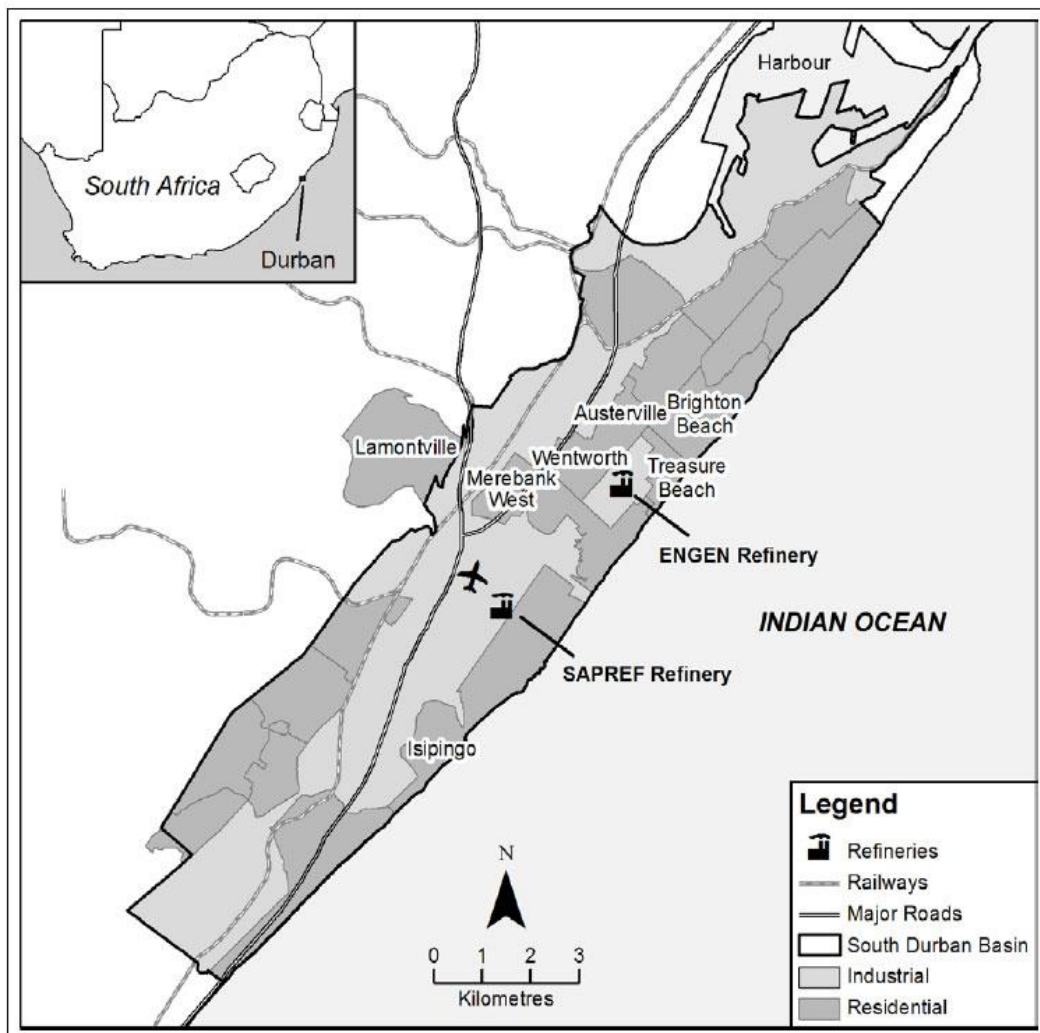 Harbour
South Africa
Durban
Austerville
Brighton
Beach
Lamontville
Wentworth
Merebank
West
Treasure
Beach
ENGEN Refinery
INDIAN OCEAN
SAPREF Refinery
Isipingo
N
0 1 2 3
Kilometres
Legend
Refineries
Railways
Major Roads
South Durban Basin
Industrial
Residential